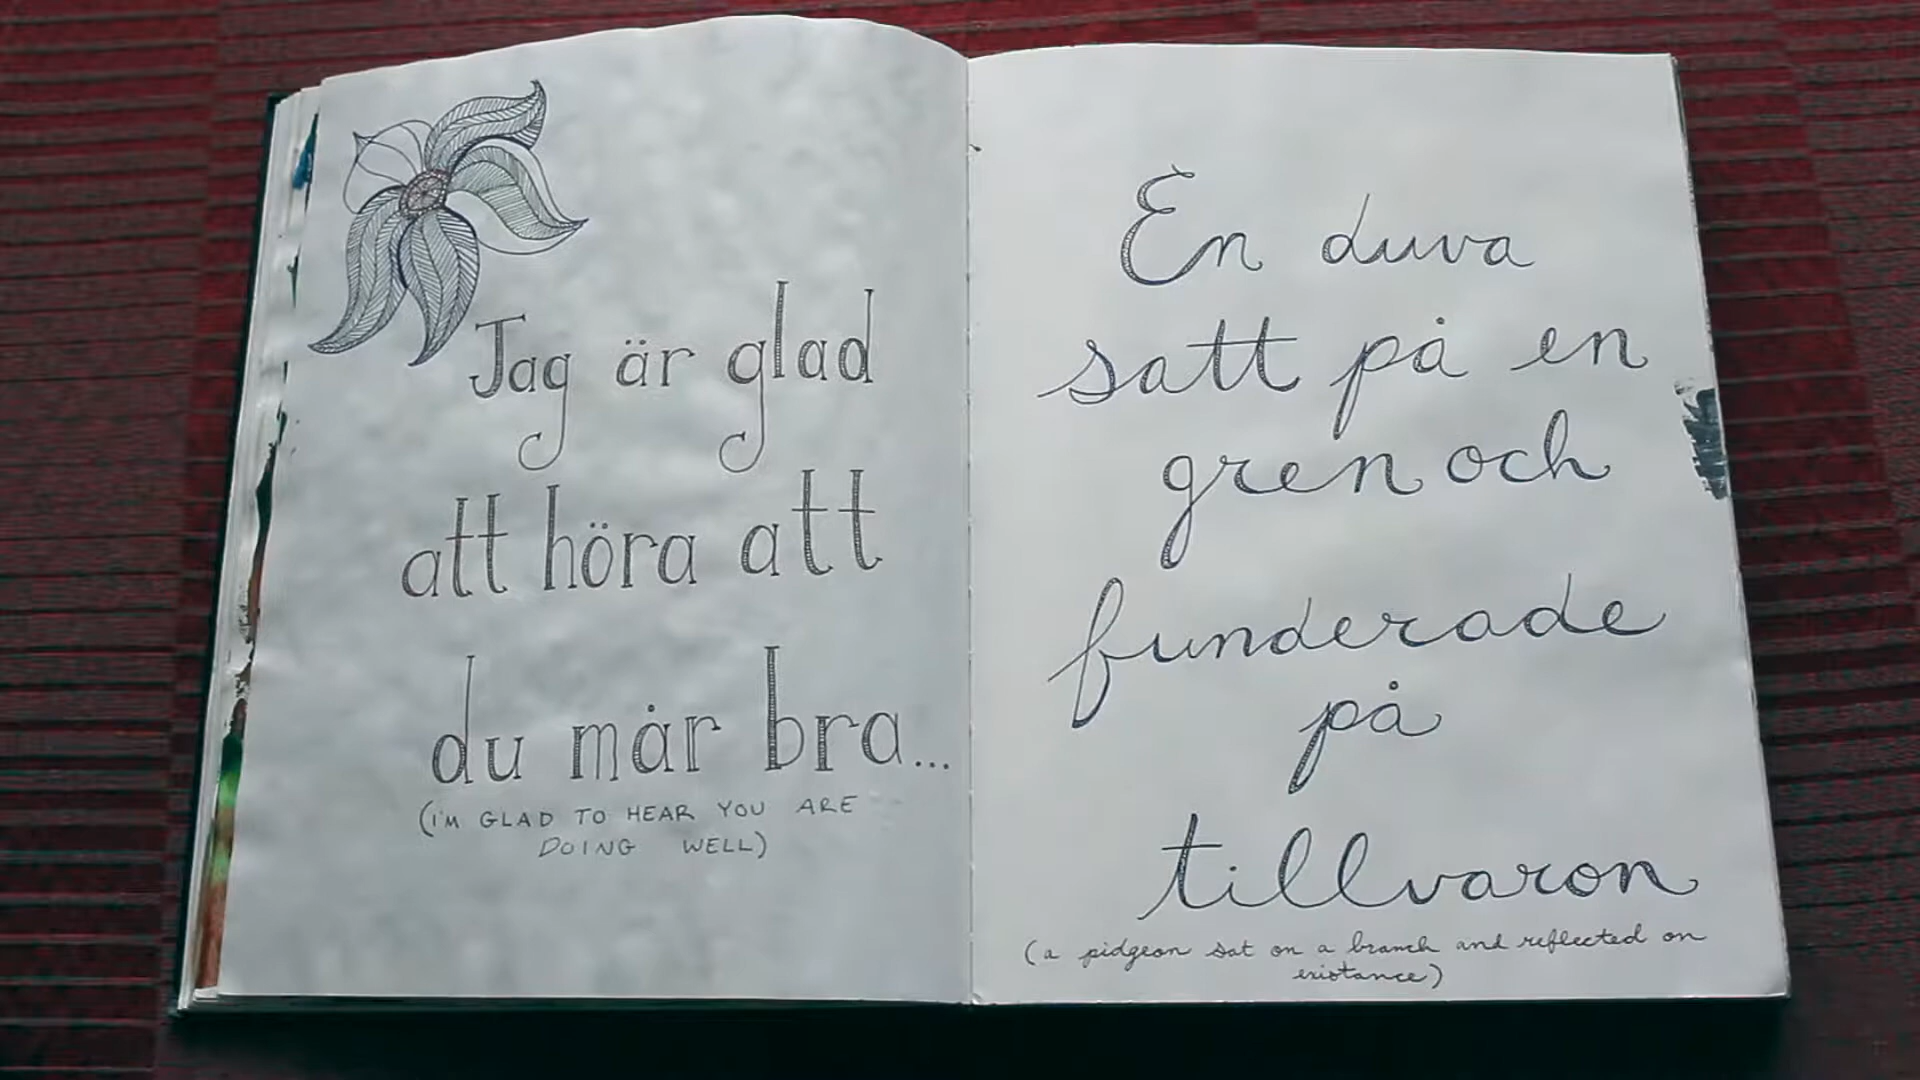 Jag är glad
att höra att
du mår bra...
(I'M GLAD TO HEAR YOU ARE
DOING WELL)
En duva
satt på en
gren och
funderade
på
tillvaron
(a pidgeon sat on a branch and reflected on
existance)